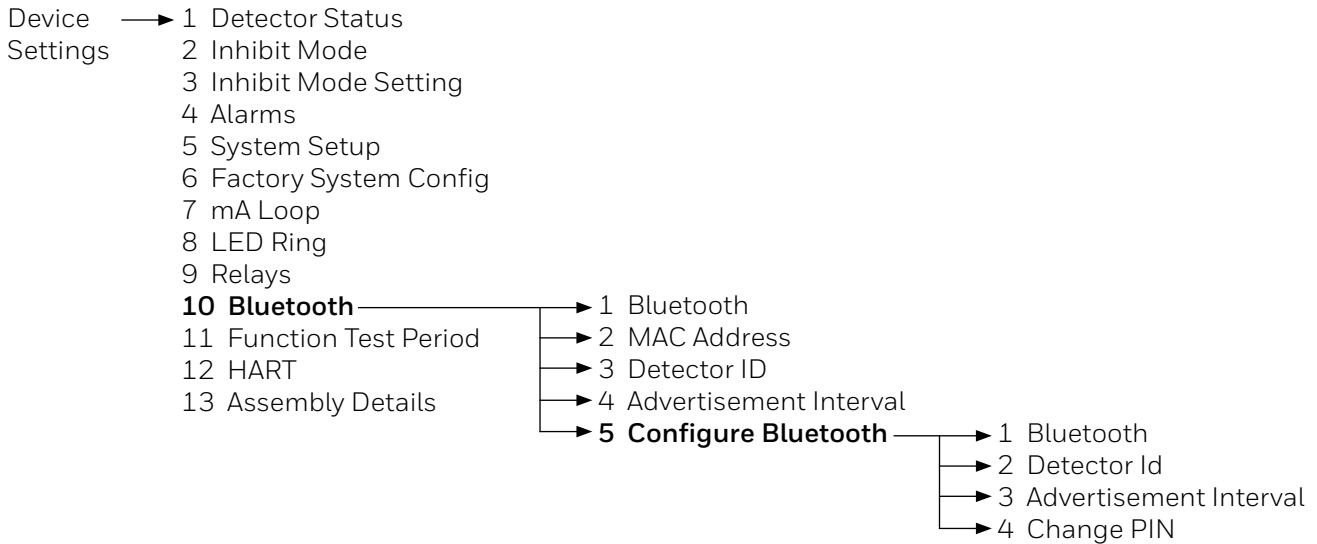 Device
Settings
1 Detector Status
2 Inhibit Mode
3 Inhibit Mode Setting
4 Alarms
5 System Setup
6 Factory System Config
7 mA Loop
8 LED Ring
9 Relays
10 Bluetooth
11 Function Test Period
12 HART
13 Assembly Details
1 Bluetooth
2 MAC Address
3 Detector ID
4 Advertisement Interval
5 Configure Bluetooth
1 Bluetooth
2 Detector Id
3 Advertisement Interval
4 Change PIN